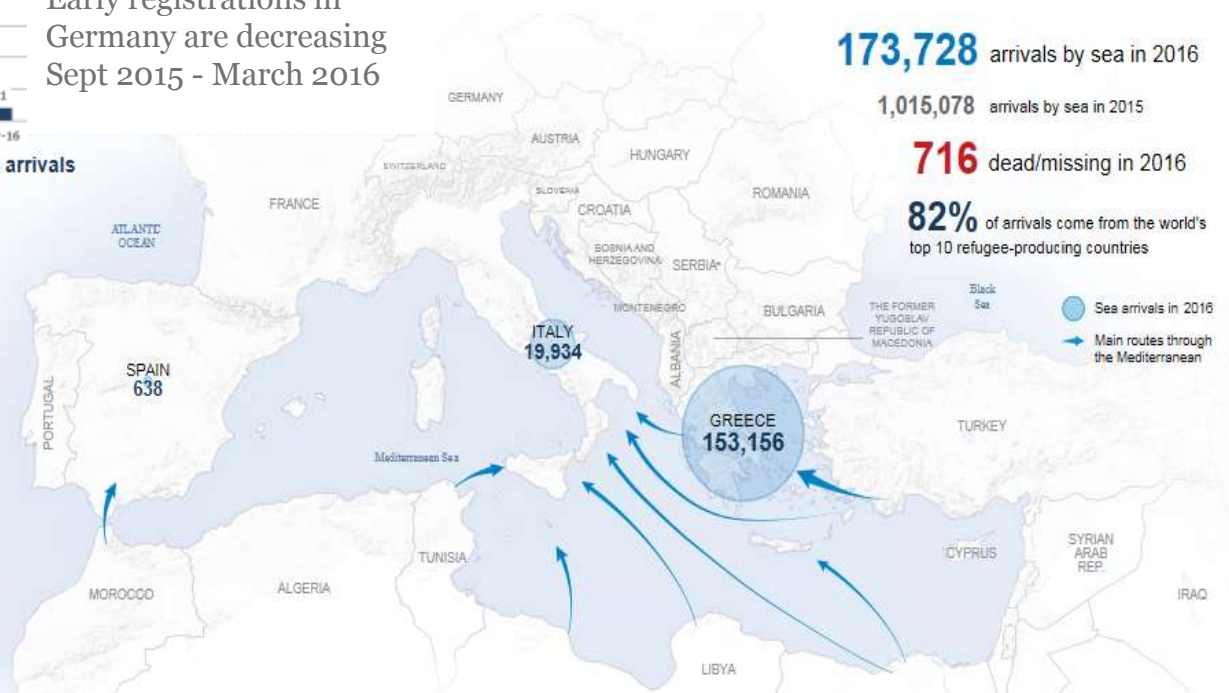 Early registrations in
Germany are decreasing
Sept 2015 - March 2016
1
-16
arrivals
173,728 arrivals by sea in 2016
1,015,078 arrivals by sea in 2015
716 dead/missing in 2016
82% of arrivals come from the world's
top 10 refugee-producing countries
Sea arrivals in 2016
Main routes through
the Mediterranean
GERMANY
AUSTRIA
HUNGARY
SWITZERLAND
SLOVENIA
ROMANIA
FRANCE
CROATIA
ATLANTIC
OCEAN
BOSNIA AND
HERZEGOVINA
SERBIA*
Black
Sea
MONTENEGRO
BULGARIA
THE FORMER
YUGOSLAV
REPUBLIC OF
MACEDONIA
ITALY
19,934
ALBANIA
SPAIN
638
PORTUGAL
GREECE
153,156
TURKEY
Mediterranean Sea
TUNISIA
CYPRUS
SYRIAN
ARAB
REP.
MOROCCO
ALGERIA
IRAQ
LIBYA